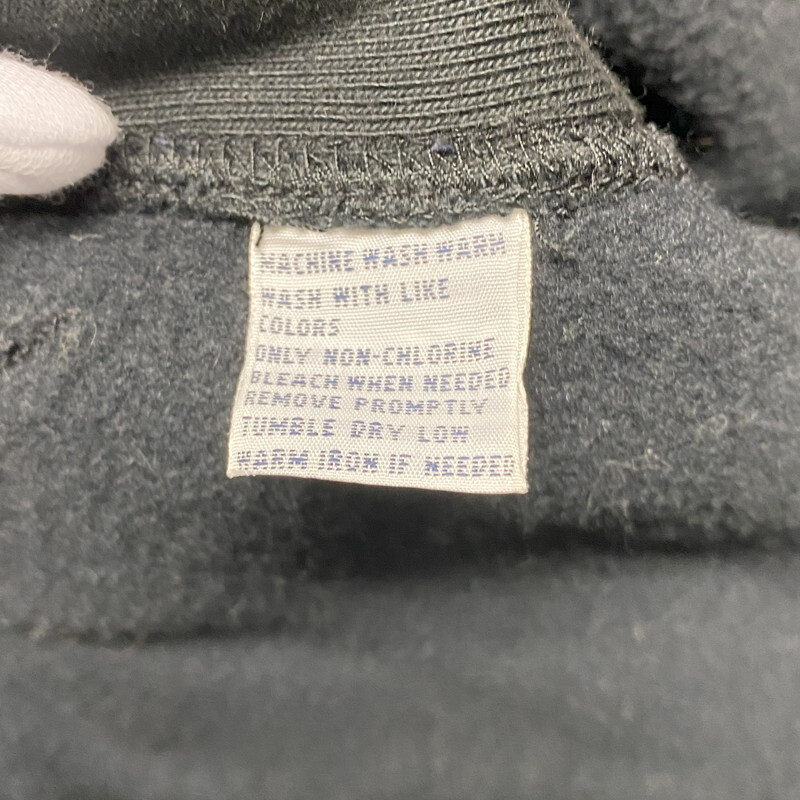 MACHINE WASH WARM
WASH WITH LIKE
COLORS
ONLY NON-CHLORINE
BLEACH WHEN NEEDED
REMOVE PROMPTLY
TUMBLE DRY LOW
WARM IRON IF NEEDED